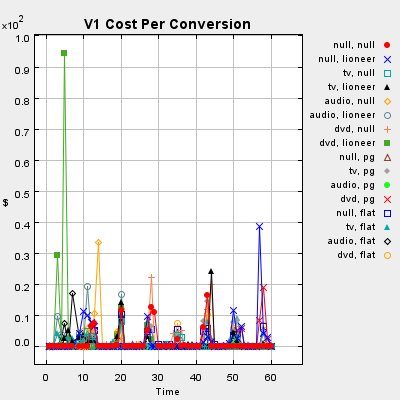 V1 Cost Per Conversion
×10²
1.0
0.9
0.8
0.7
0.6
0.5
0.4
0.3
0.2
0.1
0.0
$
0 10 20 30 40 50 60
Time
null, null
null, lioneer
tv, null
tv, lioneer
audio, null
audio, lioneer
dvd, null
dvd, lioneer
null, pg
tv, pg
audio, pg
dvd, pg
null, flat
tv, flat
audio, flat
dvd, flat